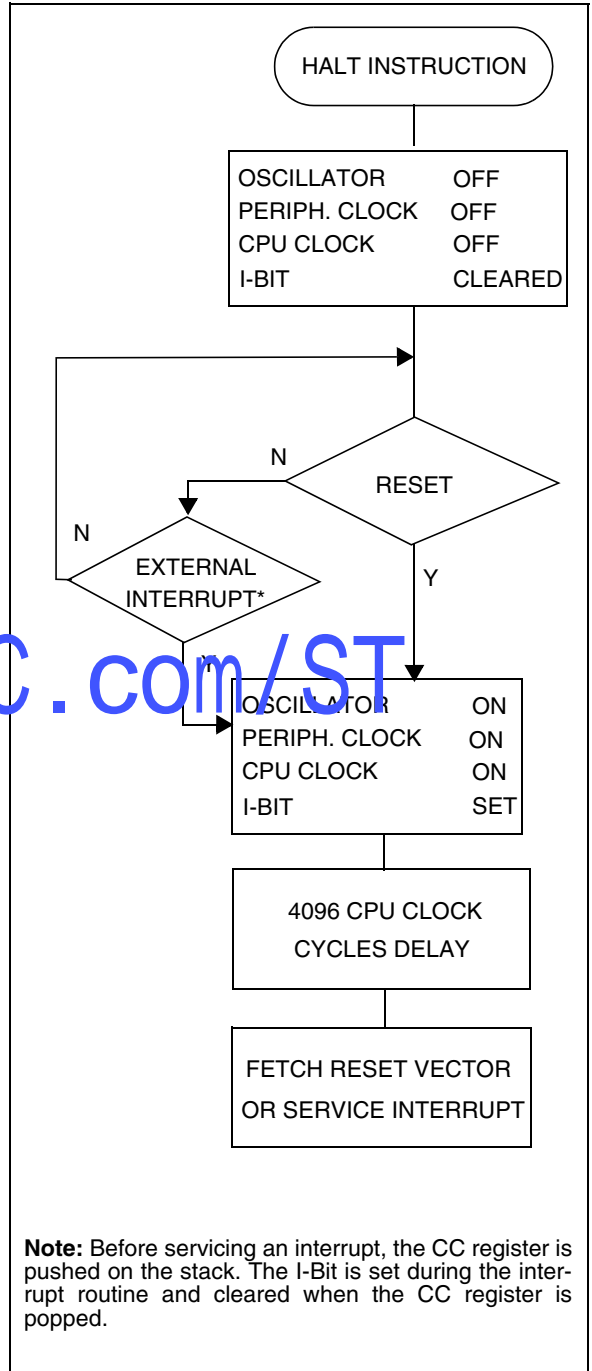 HALT INSTRUCTION
OSCILLATOR OFF
PERIPH. CLOCK OFF
CPU CLOCK OFF
I-BIT CLEARED
N
RESET
N
EXTERNAL
INTERRUPT*
Y
Y
C.com/ST
OSCILLATOR ON
PERIPH. CLOCK ON
CPU CLOCK ON
I-BIT SET
4096 CPU CLOCK
CYCLES DELAY
FETCH RESET VECTOR
OR SERVICE INTERRUPT
Note: Before servicing an interrupt, the CC register is
pushed on the stack. The I-Bit is set during the inter-
rupt routine and cleared when the CC register is
popped.